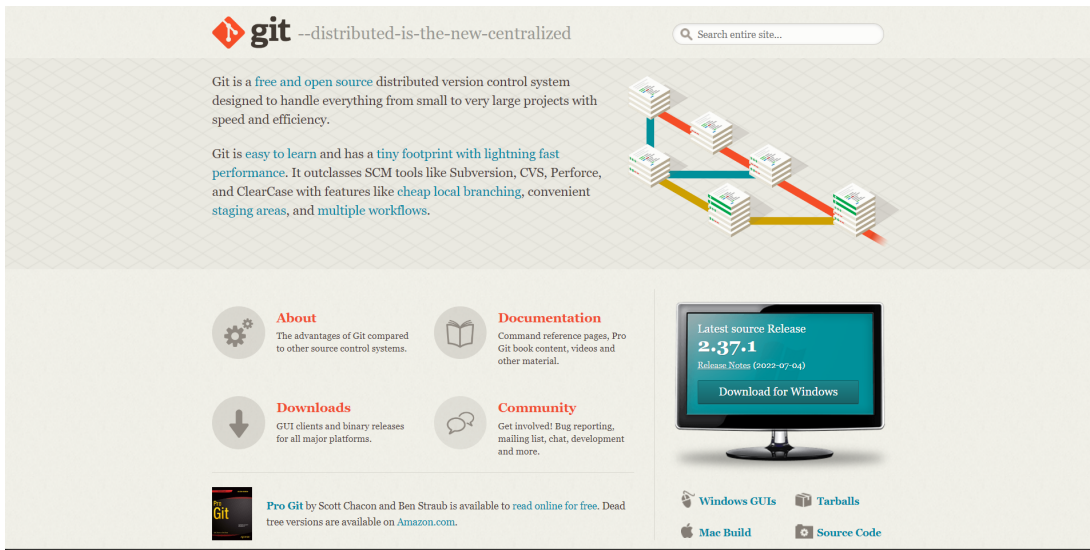 git --distributed-is-the-new-centralized
Search entire site...
Git is a free and open source distributed version control system
designed to handle everything from small to very large projects with
speed and efficiency.
Git is easy to learn and has a tiny footprint with lightning fast
performance. It outclasses SCM tools like Subversion, CVS, Perforce,
and ClearCase with features like cheap local branching, convenient
staging areas, and multiple workflows.
About
The advantages of Git compared
to other source control systems.
Documentation
Command reference pages, Pro
Git book content, videos and
other material.
Downloads
GUI clients and binary releases
for all major platforms.
Community
Get involved! Bug reporting,
mailing list, chat, development
and more.
Pro
Git
Pro Git by Scott Chacon and Ben Straub is available to read online for free. Dead
tree versions are available on Amazon.com.
Latest source Release
2.37.1
Release Notes (2022-07-04)
Download for Windows
Windows GUIs
Tarballs
Mac Build
Source Code